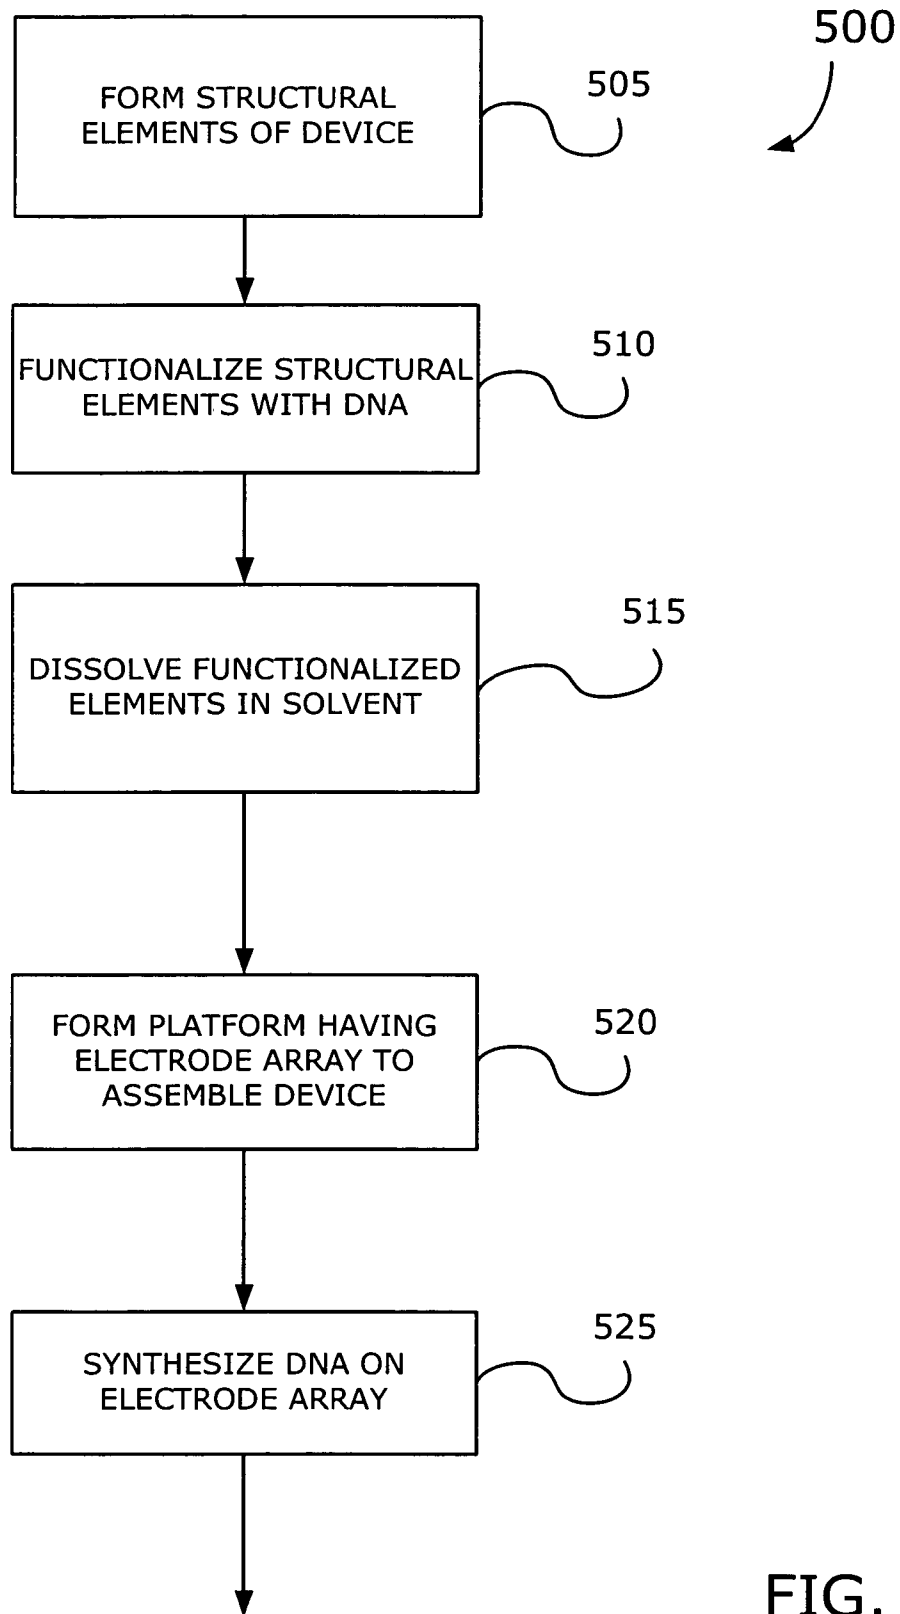 500
FORM STRUCTURAL
ELEMENTS OF DEVICE
505
FUNCTIONALIZE STRUCTURAL
ELEMENTS WITH DNA
510
DISSOLVE FUNCTIONALIZED
ELEMENTS IN SOLVENT
515
FORM PLATFORM HAVING
ELECTRODE ARRAY TO
ASSEMBLE DEVICE
520
SYNTHESIZE DNA ON
ELECTRODE ARRAY
525
FIG.